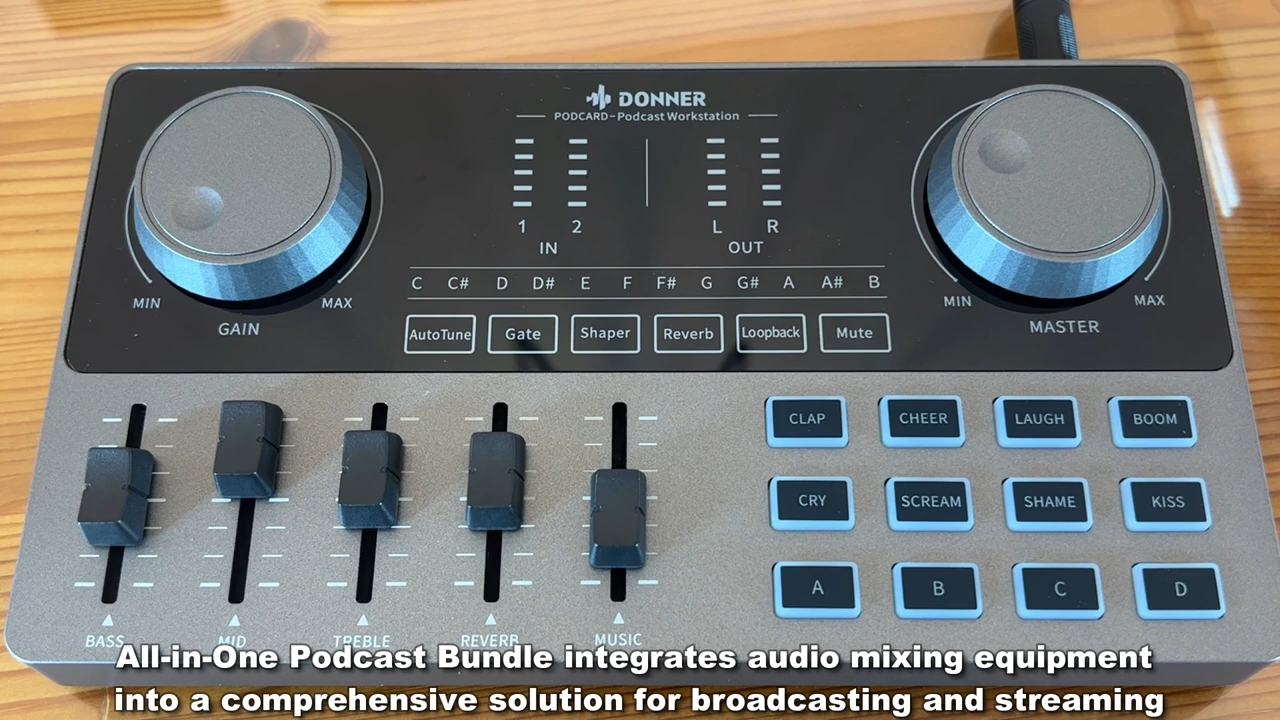 DONNER
PODCARD-Podcast Workstation
1 2 L R
IN OUT
C C# D D# E F F# G G# A A# B
MIN MAX MIN MAX
GAIN MASTER
AutoTune Gate Shaper Reverb Loopback Mute
CLAP CHEER LAUGH BOOM
CRY SCREAM SHAME KISS
A B C D
BASS MID TREBLE REVERB MUSIC
All-in-One Podcast Bundle integrates audio mixing equipment
into a comprehensive solution for broadcasting and streaming